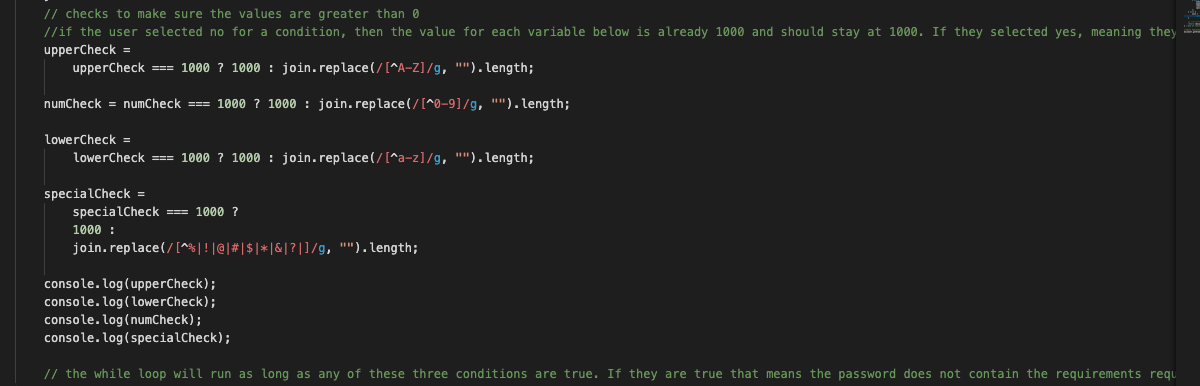 // checks to make sure the values are greater than 0
//if the user selected no for a condition, then the value for each variable below is already 1000 and should stay at 1000. If they selected yes, meaning they
upperCheck =
upperCheck === 1000 ? 1000 : join.replace(/[^A-Z]/g, "").length;
numCheck = numCheck === 1000 ? 1000 : join.replace(/[^0-9]/g, "").length;
lowerCheck =
lowerCheck === 1000 ? 1000 : join.replace(/[^a-z]/g, "").length;
specialCheck =
specialCheck === 1000 ?
1000 :
join.replace(/[^%|!|@|#|$|*|&|?|]/g, "").length;
console.log(upperCheck);
console.log(lowerCheck);
console.log(numCheck);
console.log(specialCheck);
// the while loop will run as long as any of these three conditions are true. If they are true that means the password does not contain the requirements requ